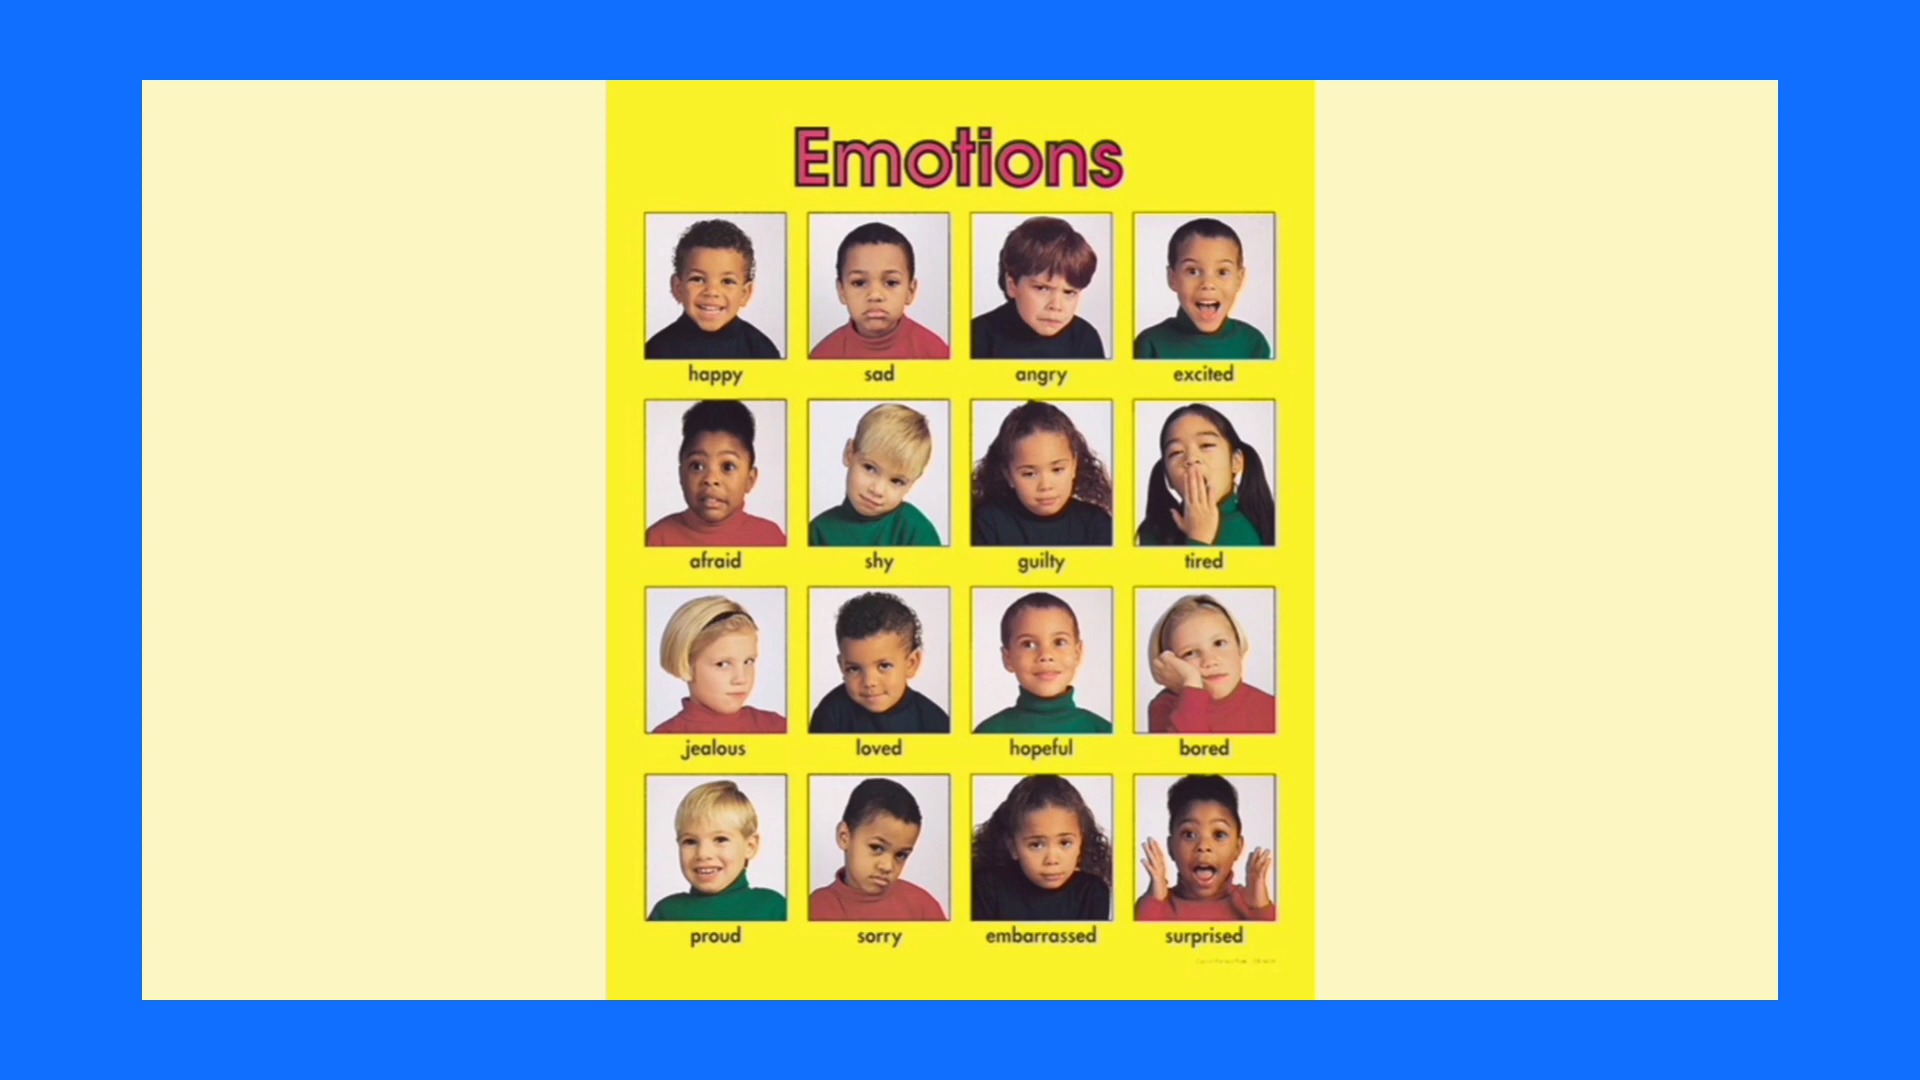 Emotions
happy sad angry excited
afraid shy guilty tired
jealous loved hopeful bored
proud sorry embarrassed surprised